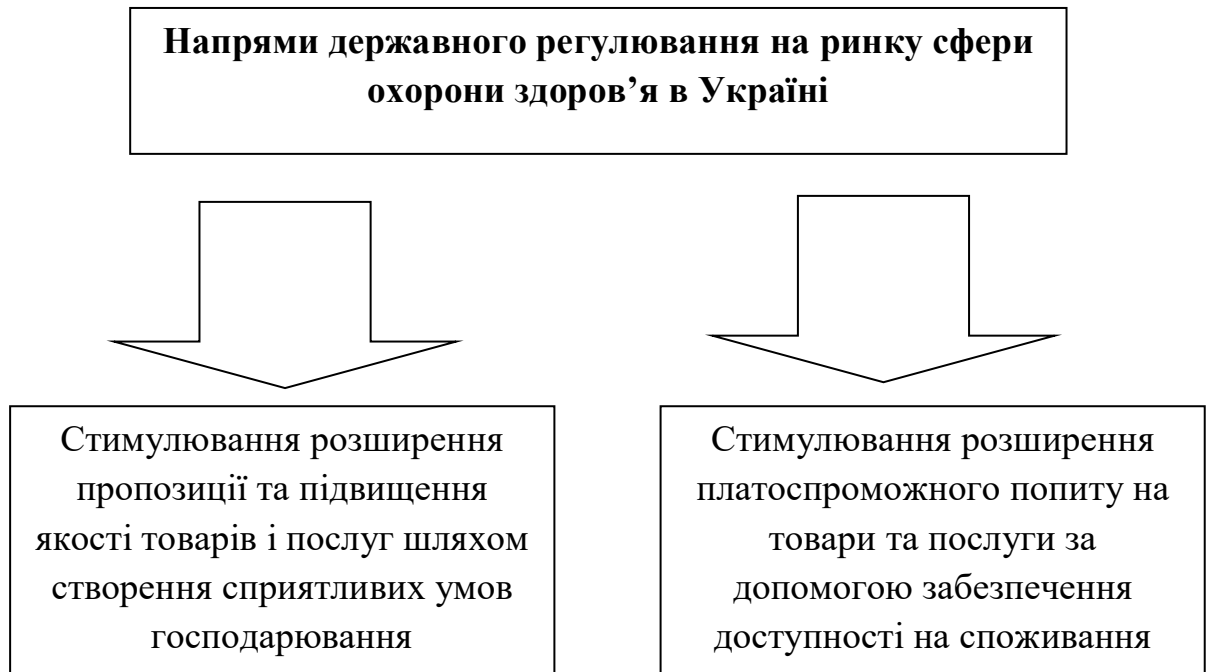 Напрями державного регулювання на ринку сфери
охорони здоров’я в Україні
Стимулювання розширення
пропозиції та підвищення
якості товарів і послуг шляхом
створення сприятливих умов
господарювання
Стимулювання розширення
платоспроможного попиту на
товари та послуги за
допомогою забезпечення
доступності на споживання